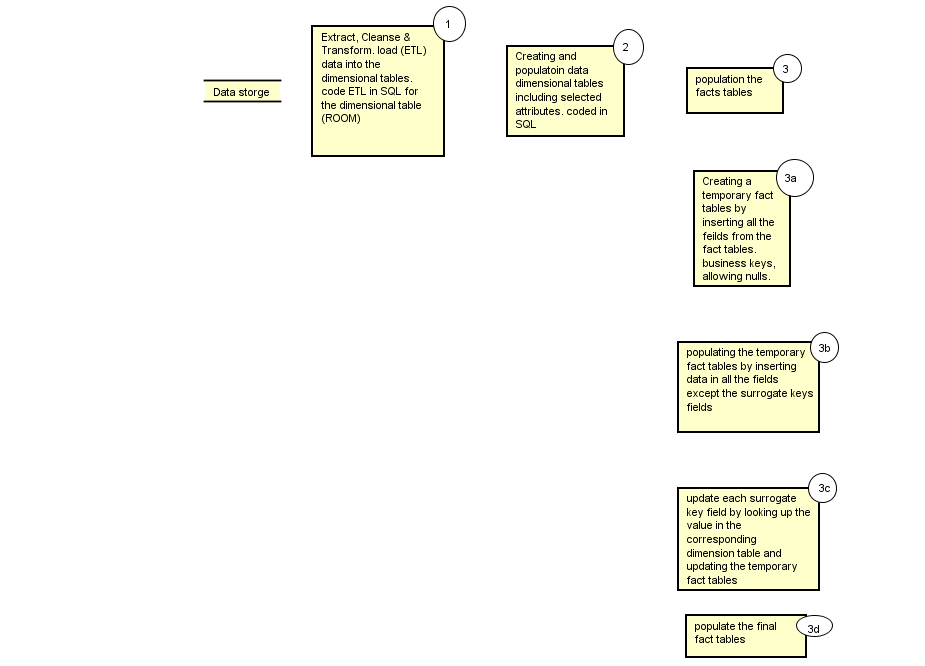 Data storge
1
Extract, Cleanse &
Transform. load (ETL)
data into the
dimensional tables.
code ETL in SQL for
the dimensional table
(ROOM)
2
Creating and
populatoin data
dimensional tables
including selected
attributes. coded in
SQL
3
population the
facts tables
3a
Creating a
temporary fact
tables by
inserting all the
feilds from the
fact tables.
business keys,
allowing nulls.
3b
populating the temporary
fact tables by inserting
data in all the fields
except the surrogate keys
fields
3c
update each surrogate
key field by looking up the
value in the
corresponding
dimension table and
updating the temporary
fact tables
3d
populate the final
fact tables